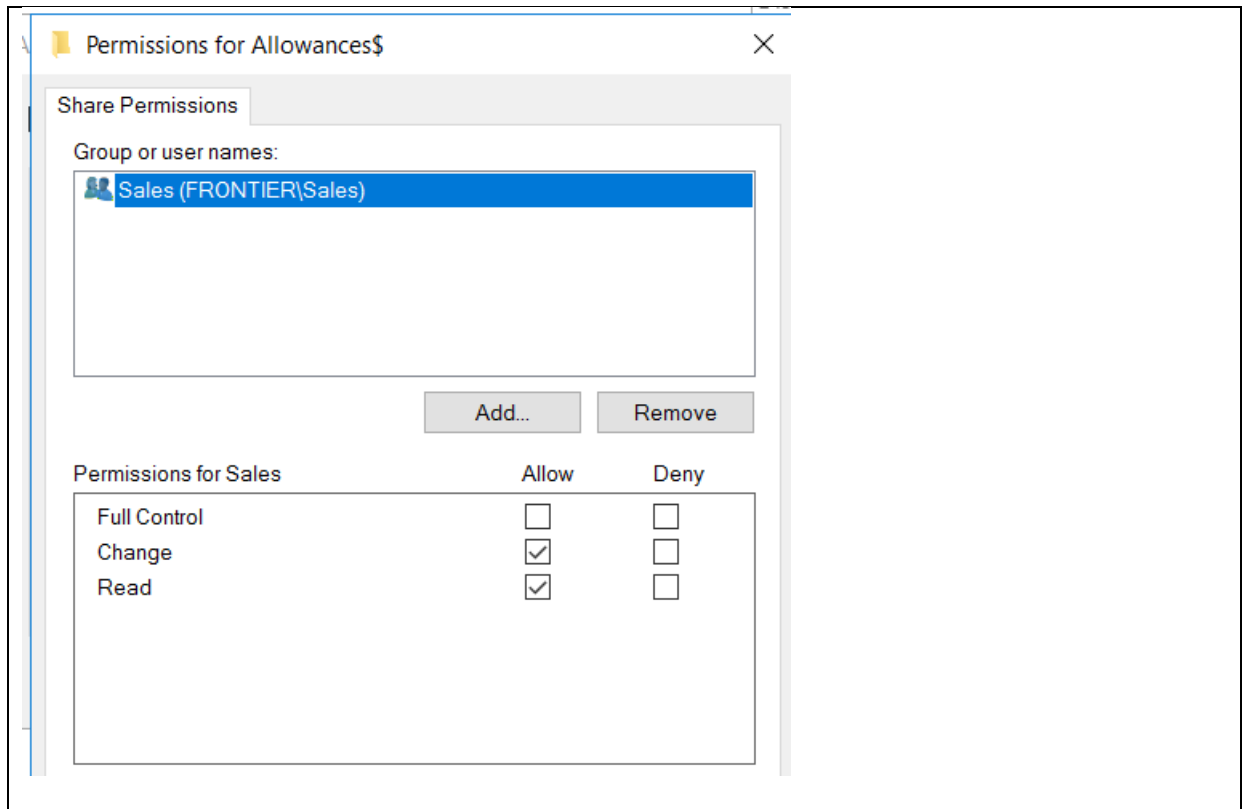 Permissions for Allowances$
Share Permissions
Group or user names:
Sales (FRONTIER\Sales)
Add... Remove
Permissions for Sales Allow Deny
Full Control
Change
Read